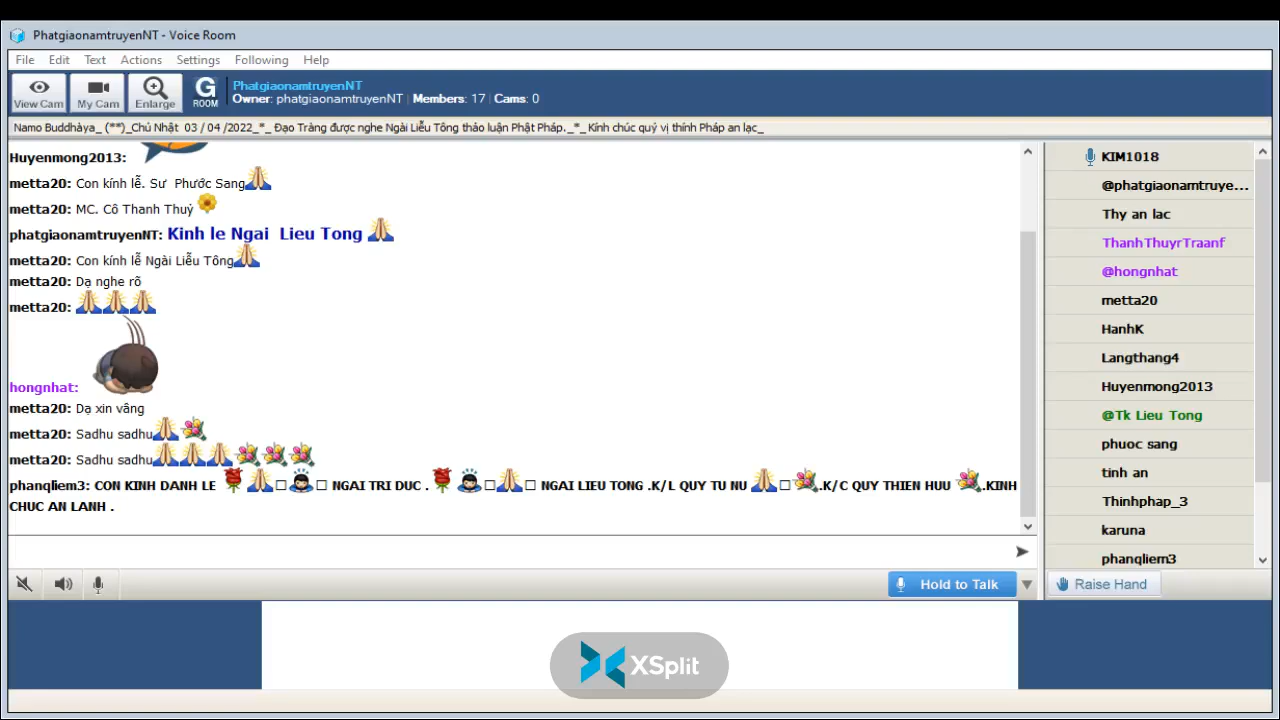 PhatgiaonamtruyenNT - Voice Room
File Edit Text Actions Settings Following Help
View Cam My Cam Enlarge G ROOM
PhatgiaonamtruyenNT
Owner: phatgiaonamtruyenNT | Members: 17 | Cams: 0
Namo Buddhàya_ (**)_Chủ Nhật 03 / 04 /2022_*_ Đạo Tràng được nghe Ngài Liễu Tông thảo luận Phật Pháp._*_ Kính chúc quý vị thính Pháp an lạc_
Huyenmong2013:
metta20: Con kính lễ. Sư Phước Sang
metta20: MC. Cô Thanh Thuý
phatgiaonamtruyenNT: Kinh le Ngai Lieu Tong
metta20: Con kính lễ Ngài Liễu Tông
metta20: Dạ nghe rõ
metta20:
hongnhat:
metta20: Dạ xin vâng
metta20: Sadhu sadhu
metta20: Sadhu sadhu
phanqliem3: CON KINH DANH LE NGAI TRI DUC . NGAI LIEU TONG .K/L QUY TU NU .K/C QUY THIEN HUU .KINH
CHUC AN LANH .
KIM1018
@phatgiaonamtruye...
Thy an lac
ThanhThuyrTraanf
@hongnhat
metta20
HanhK
Langthang4
Huyenmong2013
@Tk Lieu Tong
phuoc sang
tinh an
Thinhphap_3
karuna
phanqliem3
Hold to Talk
Raise Hand
XSplit